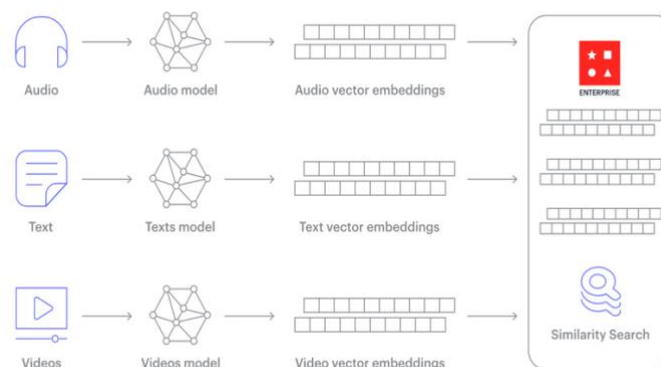 ENTERPRISE
Audio
Audio model
Audio vector embeddings
Text
Texts model
Text vector embeddings
Similarity Search
Videos
Videos model
Video vector embeddings